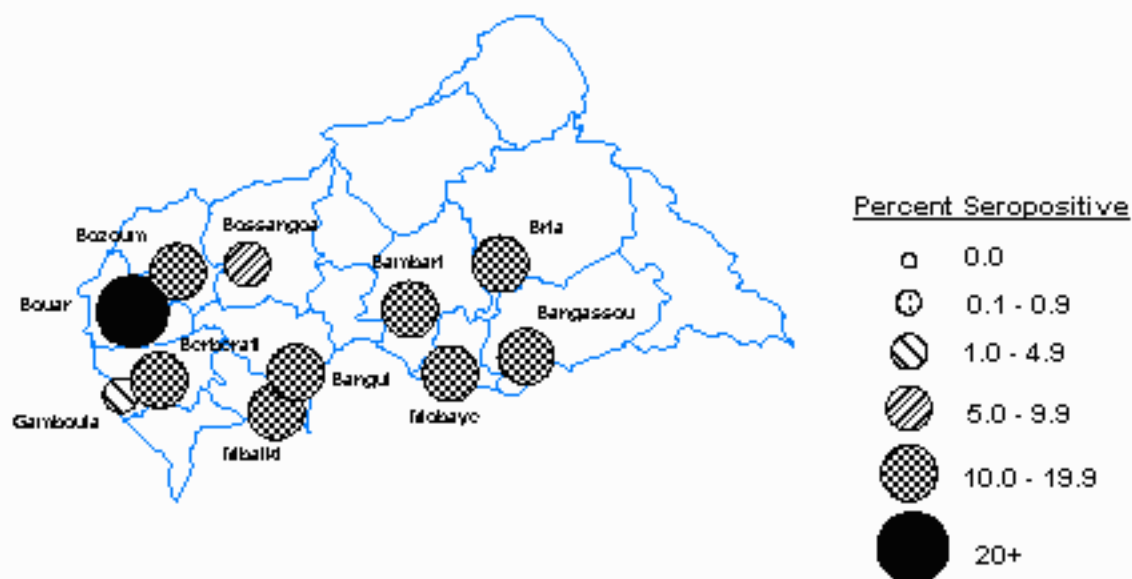 Bozoum
Bossangoa
Bria
Bambari
Bouar
Bangassou
Berberati
Bangui
Mobaye
Gamboula
Mbaiki
Percent Seropositive
0.0
0.1 - 0.9
1.0 - 4.9
5.0 - 9.9
10.0 - 19.9
20+